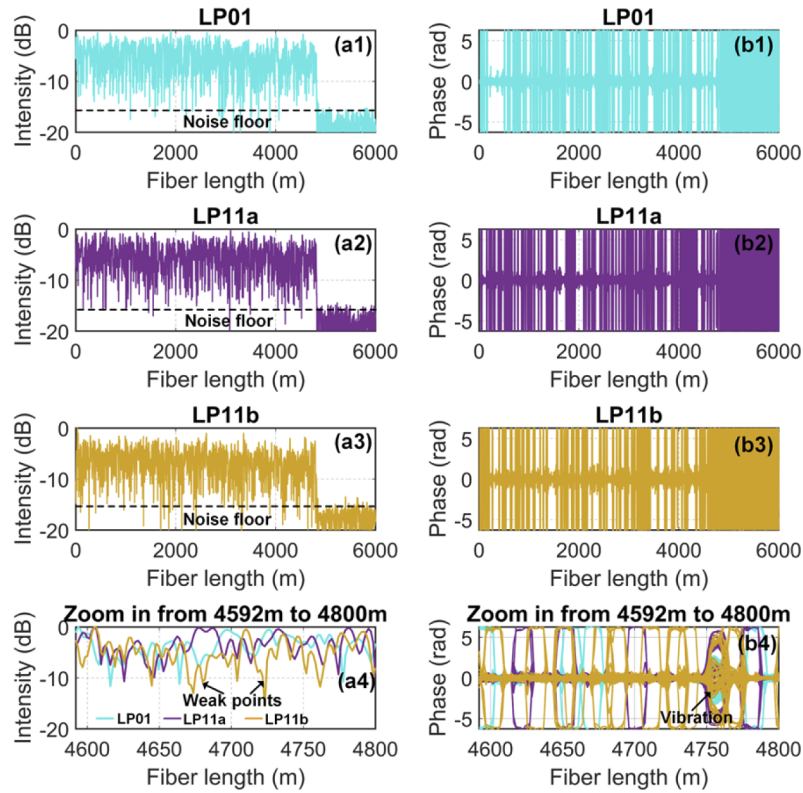 LP01
LP01
Intensity (dB)
0
-10
-20
(a1)
Noise floor
0
2000
4000
6000
Fiber length (m)
Phase (rad)
5
0
-5
(b1)
0
2000
4000
6000
Fiber length (m)
LP11a
LP11a
Intensity (dB)
0
-10
-20
(a2)
Noise floor
0
2000
4000
6000
Fiber length (m)
Phase (rad)
5
0
-5
(b2)
0
2000
4000
6000
Fiber length (m)
LP11b
LP11b
Intensity (dB)
0
-10
-20
(a3)
Noise floor
0
2000
4000
6000
Fiber length (m)
Phase (rad)
5
0
-5
(b3)
0
2000
4000
6000
Fiber length (m)
Zoom in from 4592m to 4800m
Zoom in from 4592m to 4800m
Intensity (dB)
0
-10
-20
(a4)
Weak points
LP01
LP11a
LP11b
4600
4650
4700
4750
4800
Fiber length (m)
Phase (rad)
5
0
-5
(b4)
Vibration
4600
4650
4700
4750
4800
Fiber length (m)